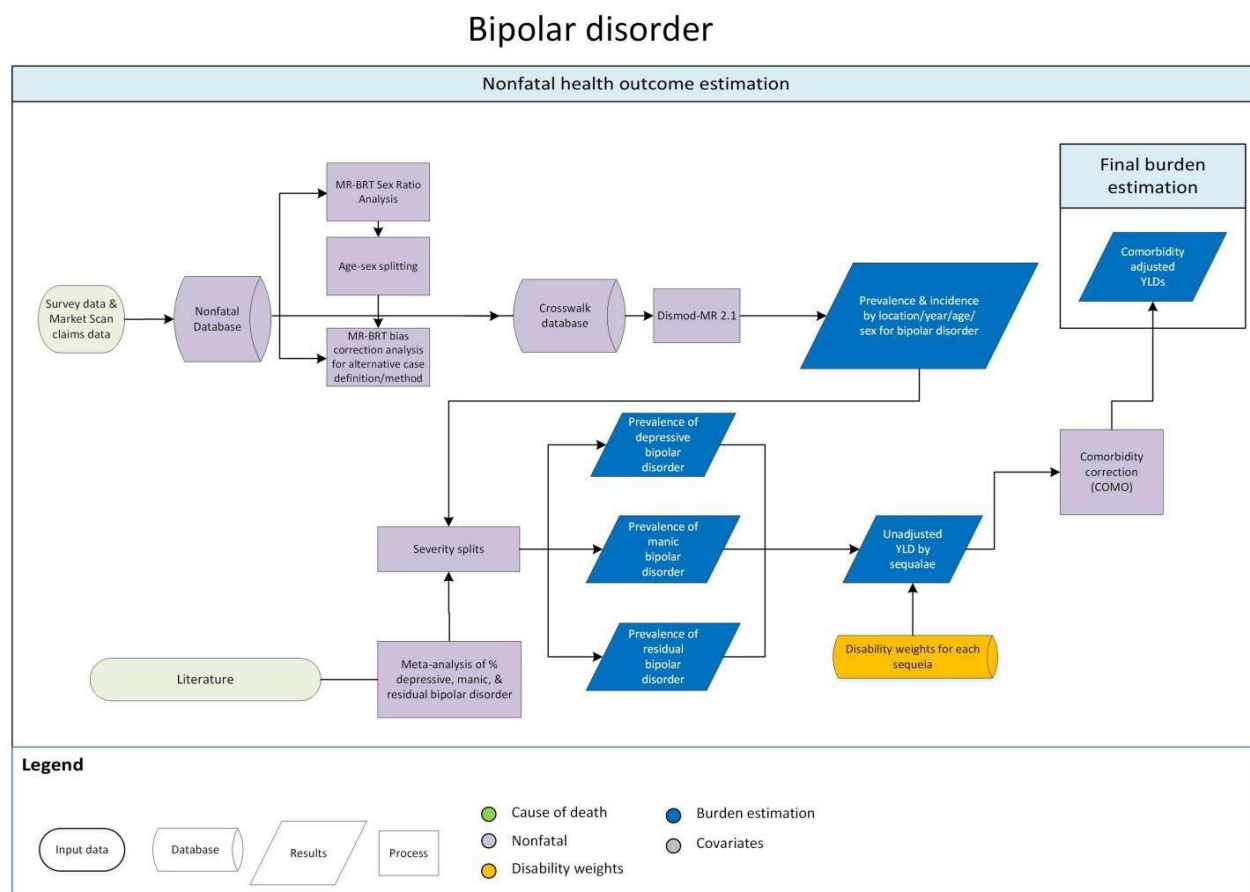 Bipolar disorder
Nonfatal health outcome estimation
Final burden
estimation
MR-BRT Sex Ratio
Analysis
Age-sex splitting
Survey data &
Market Scan
claims data
Nonfatal
Database
MR-BRT bias
correction analysis
for alternative case
definition/method
Crosswalk
database
Dismod-MR 2.1
Prevalence & incidence
by location/year/age/
sex for bipolar disorder
Comorbidity
adjusted
YLDs
Prevalence of
depressive
bipolar
disorder
Comorbidity
correction
(COMO)
Severity splits
Prevalence of
manic
bipolar
disorder
Unadjusted
YLD by
sequalae
Literature
Meta-analysis of %
depressive, manic, &
residual bipolar disorder
Prevalence of
residual
bipolar
disorder
Disability weights for each
sequela
Legend
Input data
Database
Results
Process
Cause of death
Nonfatal
Disability weights
Burden estimation
Covariates